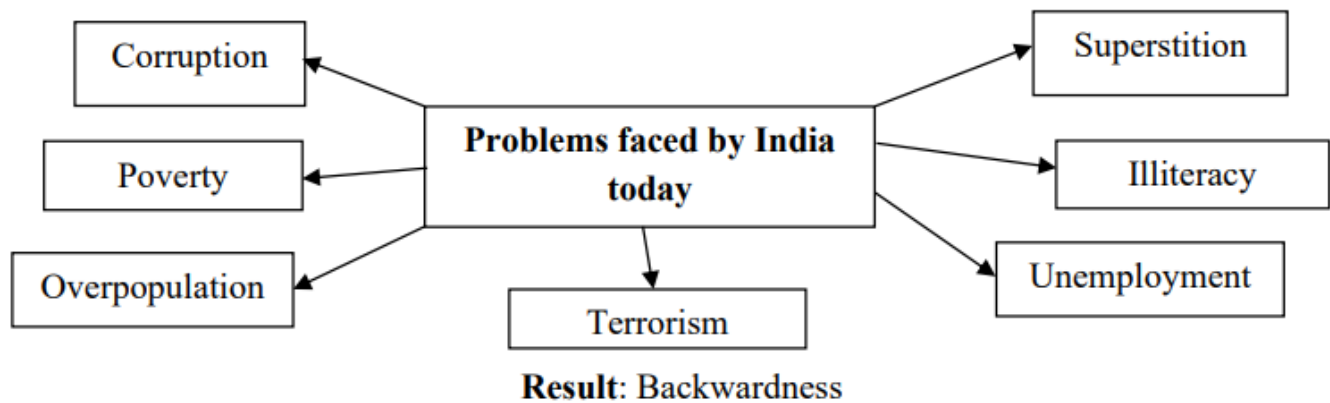 Corruption
Superstition
Problems faced by India
today
Poverty
Illiteracy
Overpopulation
Unemployment
Terrorism
Result: Backwardness